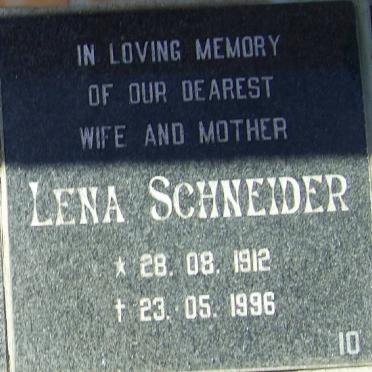 IN LOVING MEMORY
OF OUR DEAREST
WIFE AND MOTHER
LENA SCHNEIDER
* 28. 08. 1912
† 23. 05. 1996
10